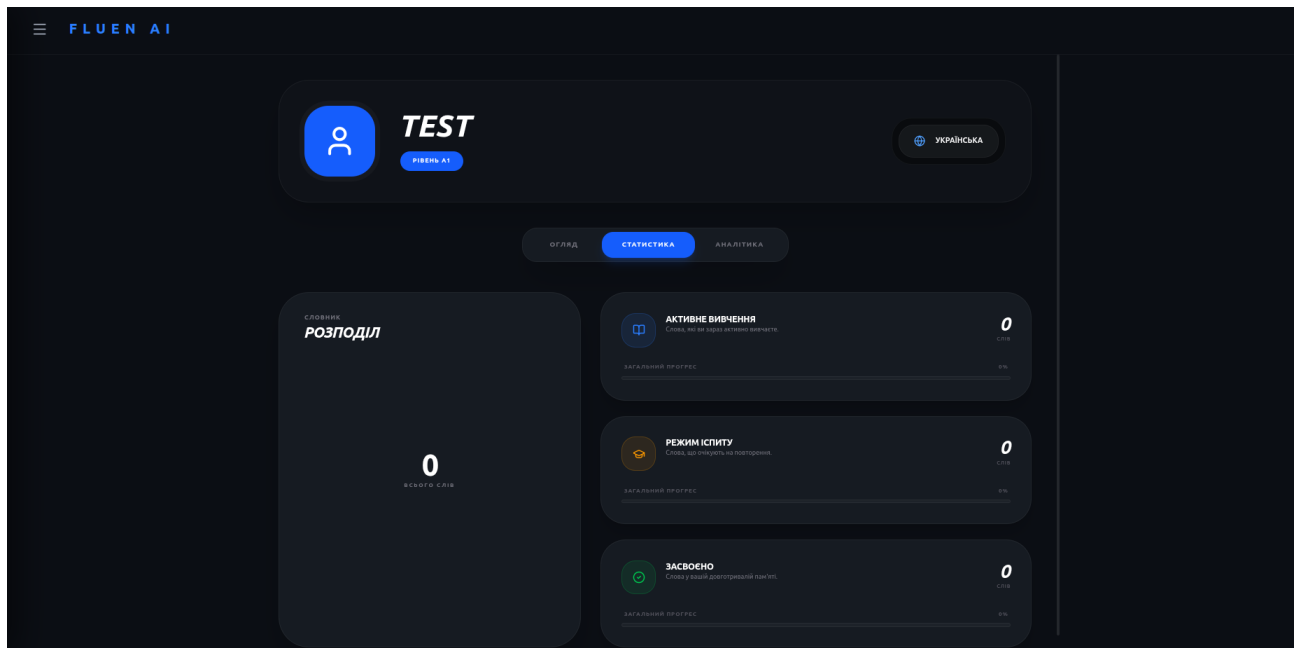 FLUEN AI
TEST
РІВЕНЬ A1
УКРАЇНСЬКА
ОГЛЯД
СТАТИСТИКА
АНАЛІТИКА
СЛОВНИК
РОЗПОДІЛ
0
ВСЬОГО СЛІВ
АКТИВНЕ ВИВЧЕННЯ
Слова, які ви зараз активно вивчаєте.
0
СЛІВ
ЗАГАЛЬНИЙ ПРОГРЕС
0%
РЕЖИМ ІСПИТУ
Слова, що очікують на повторення.
0
СЛІВ
ЗАГАЛЬНИЙ ПРОГРЕС
0%
ЗАСВОЄНО
Слова у вашій довготривалій пам'яті.
0
СЛІВ
ЗАГАЛЬНИЙ ПРОГРЕС
0%